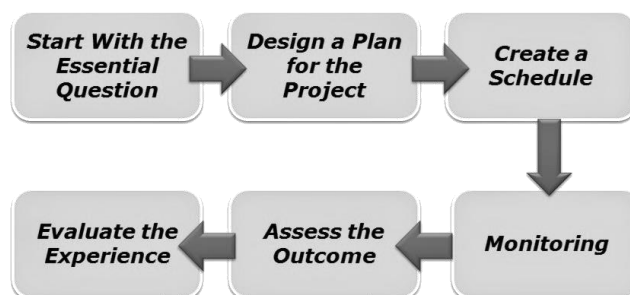 Start With the
Essential
Question
Design a Plan
for the
Project
Create a
Schedule
Monitoring
Assess the
Outcome
Evaluate the
Experience